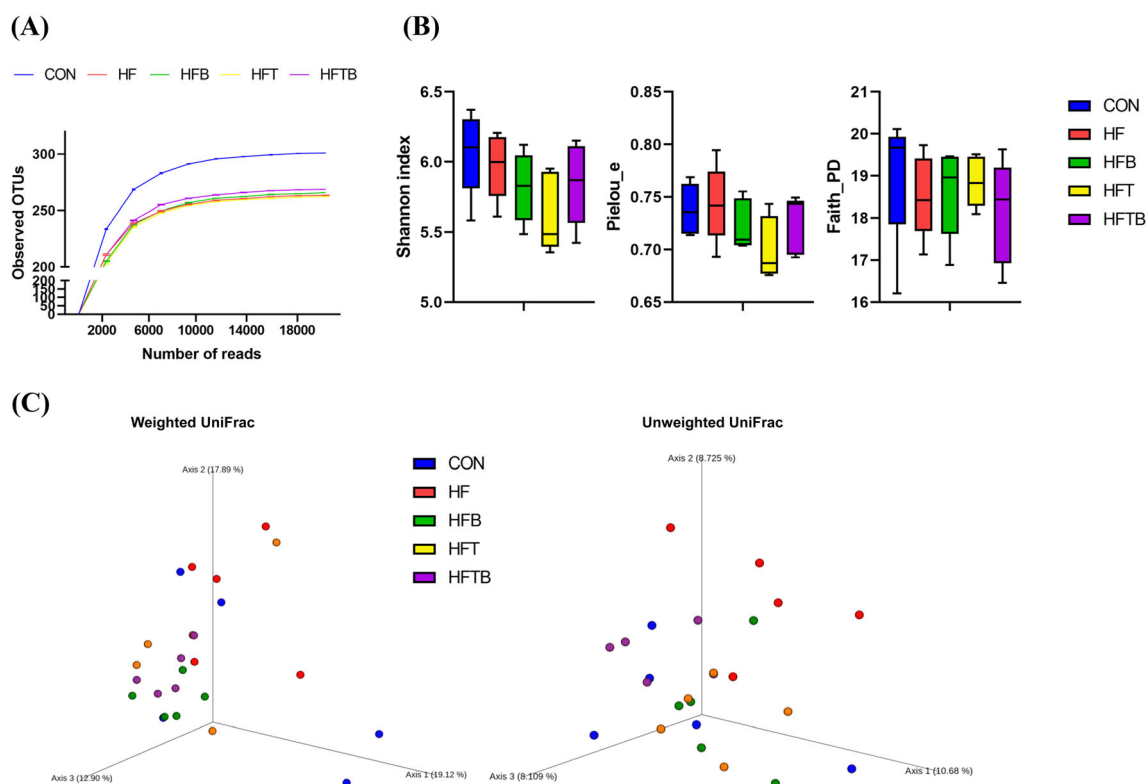 (A)
CON HF HFB HFT HFTB
Observed OTUs
300
250
200
200
150
100
50
0
2000 6000 10000 14000 18000
Number of reads
(B)
Shannon index
6.5
6.0
5.5
5.0
Pielou_e
0.85
0.80
0.75
0.70
0.65
Faith_PD
21
20
19
18
17
16
CON
HF
HFB
HFT
HFTB
(C)
Weighted UniFrac
Axis 2 (17.89 %)
Axis 3 (12.90 %)
Axis 1 (19.12 %)
CON
HF
HFB
HFT
HFTB
Unweighted UniFrac
Axis 2 (8.725 %)
Axis 3 (8.109 %)
Axis 1 (10.68 %)